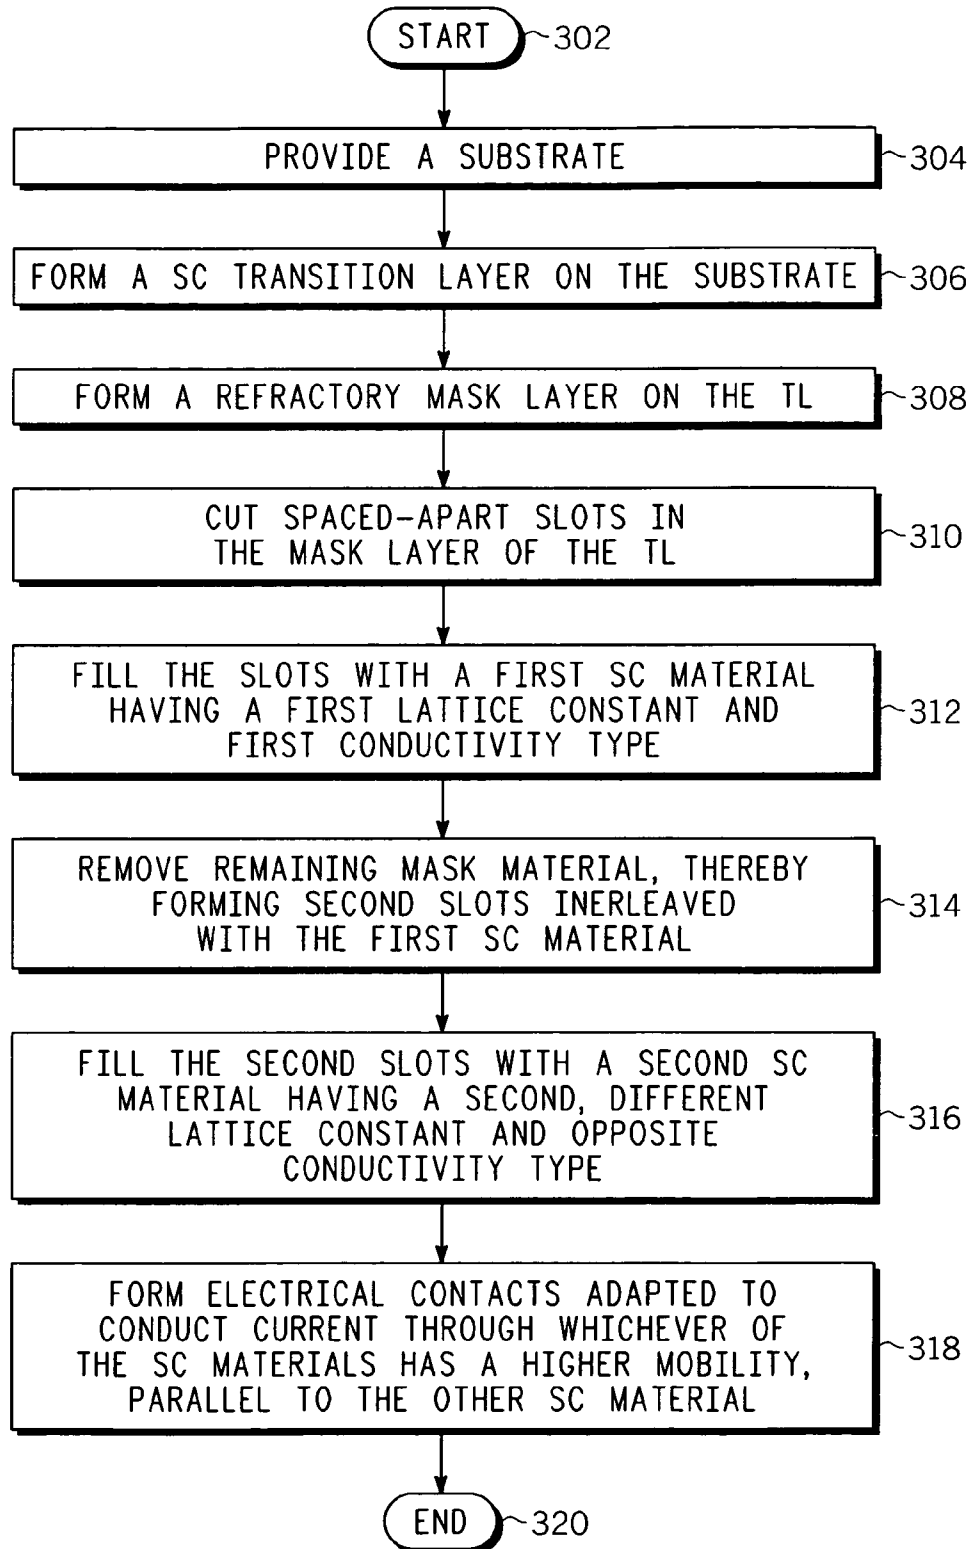 START 302
PROVIDE A SUBSTRATE 304
FORM A SC TRANSITION LAYER ON THE SUBSTRATE 306
FORM A REFRACTORY MASK LAYER ON THE TL 308
CUT SPACED-APART SLOTS IN
THE MASK LAYER OF THE TL 310
FILL THE SLOTS WITH A FIRST SC MATERIAL
HAVING A FIRST LATTICE CONSTANT AND 312
FIRST CONDUCTIVITY TYPE
REMOVE REMAINING MASK MATERIAL, THEREBY
FORMING SECOND SLOTS INERLEAVED 314
WITH THE FIRST SC MATERIAL
FILL THE SECOND SLOTS WITH A SECOND SC
MATERIAL HAVING A SECOND, DIFFERENT 316
LATTICE CONSTANT AND OPPOSITE
CONDUCTIVITY TYPE
FORM ELECTRICAL CONTACTS ADAPTED TO
CONDUCT CURRENT THROUGH WHICHEVER OF 318
THE SC MATERIALS HAS A HIGHER MOBILITY,
PARALLEL TO THE OTHER SC MATERIAL
END 320